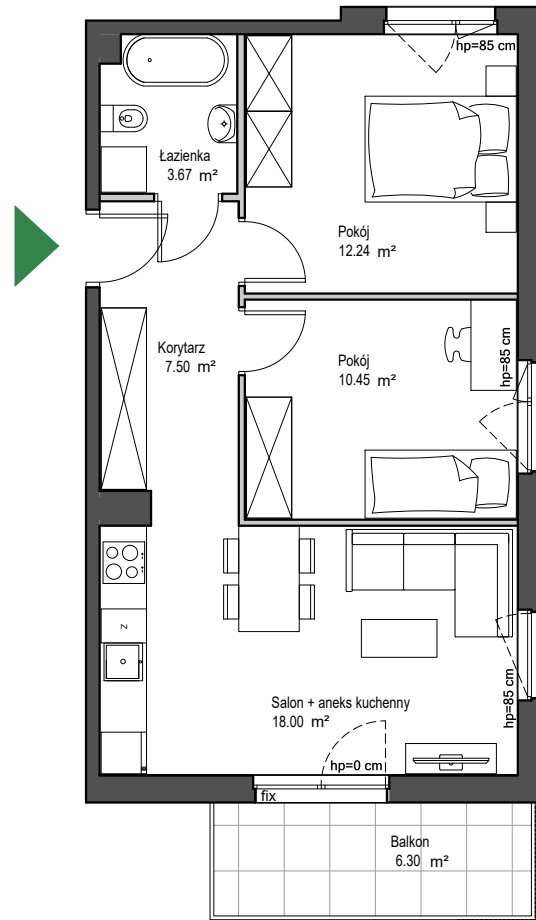 hp=85 cm
Łazienka
3.67 m²
Pokój
12.24 m²
Korytarz
7.50 m²
Pokój
10.45 m²
hp=85 cm
Z
Salon + aneks kuchenny
18.00 m²
hp=85 cm
hp=0 cm
fix
Balkon
6.30 m²